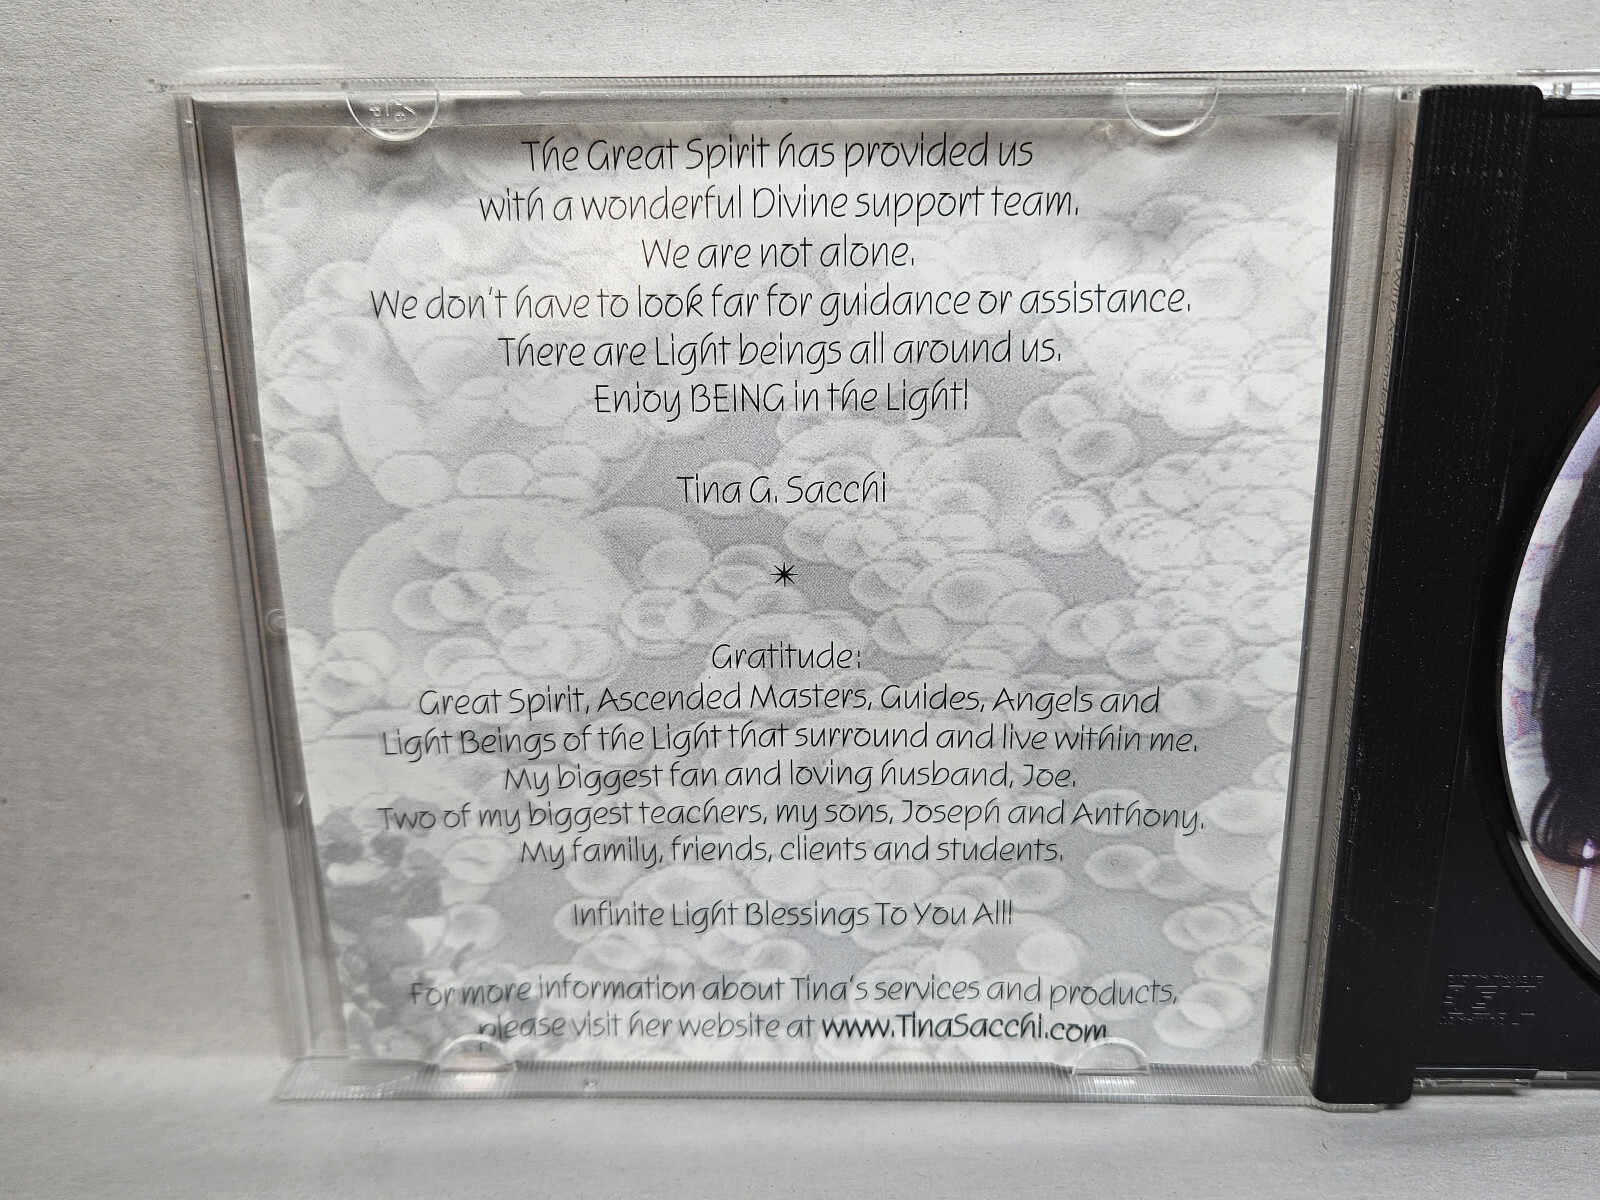 The Great Spirit has provided us
with a wonderful Divine support team.
We are not alone.
We don't have to look far for guidance or assistance.
There are Light beings all around us.
Enjoy BEING in the Light!
Tina G. Sacchi
Gratitude:
Great Spirit, Ascended Masters, Guides, Angels and
Light Beings of the Light that surround and live within me.
My biggest fan and loving husband, Joe.
Two of my biggest teachers, my sons, Joseph and Anthony.
My family, friends, clients and students.
Infinite Light Blessings To You All!
For more information about Tina's services and products,
please visit her website at www.TinaSacchi.com